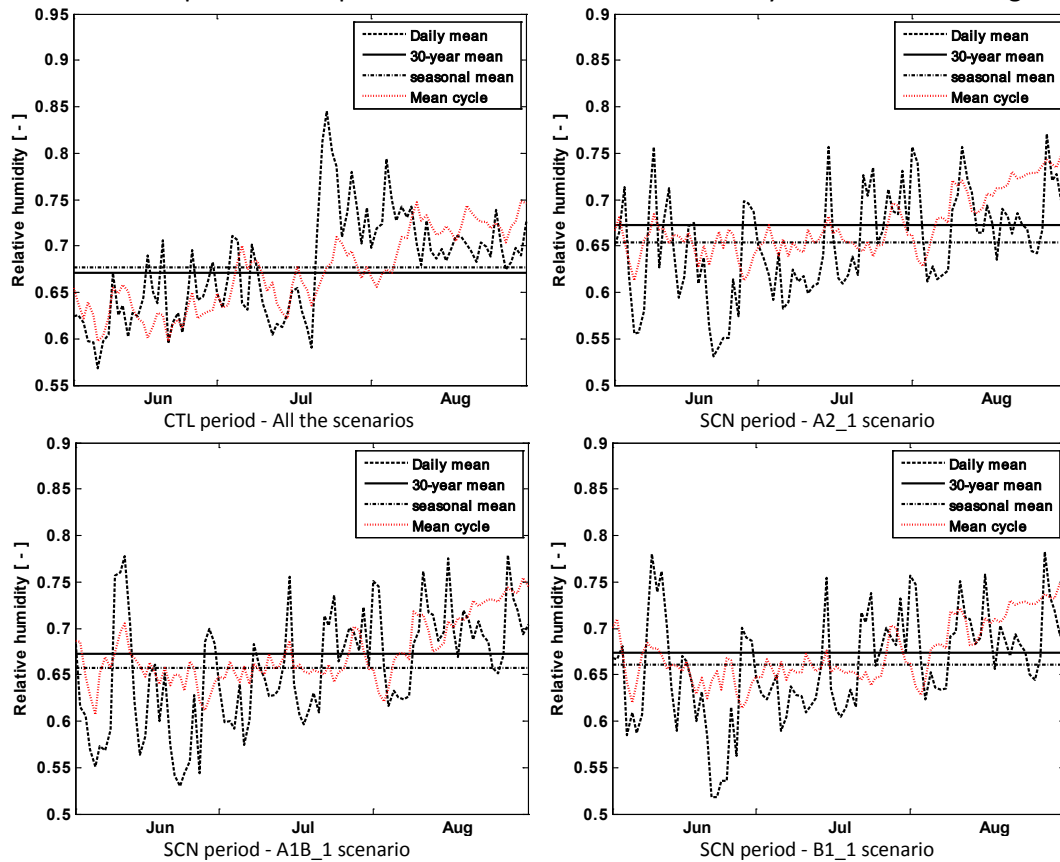 0.95
0.9
0.85
0.8
0.75
0.7
0.65
0.6
0.55
Relative humidity [ - ]
Daily mean
30-year mean
seasonal mean
Mean cycle
Jun
Jul
Aug
CTL period - All the scenarios
0.9
0.85
0.8
0.75
0.7
0.65
0.6
0.55
0.5
Relative humidity [ - ]
Daily mean
30-year mean
seasonal mean
Mean cycle
Jun
Jul
Aug
SCN period - A2_1 scenario
0.9
0.85
0.8
0.75
0.7
0.65
0.6
0.55
0.5
Relative humidity [ - ]
Daily mean
30-year mean
seasonal mean
Mean cycle
Jun
Jul
Aug
SCN period - A1B_1 scenario
0.9
0.85
0.8
0.75
0.7
0.65
0.6
0.55
0.5
Relative humidity [ - ]
Daily mean
30-year mean
seasonal mean
Mean cycle
Jun
Jul
Aug
SCN period - B1_1 scenario